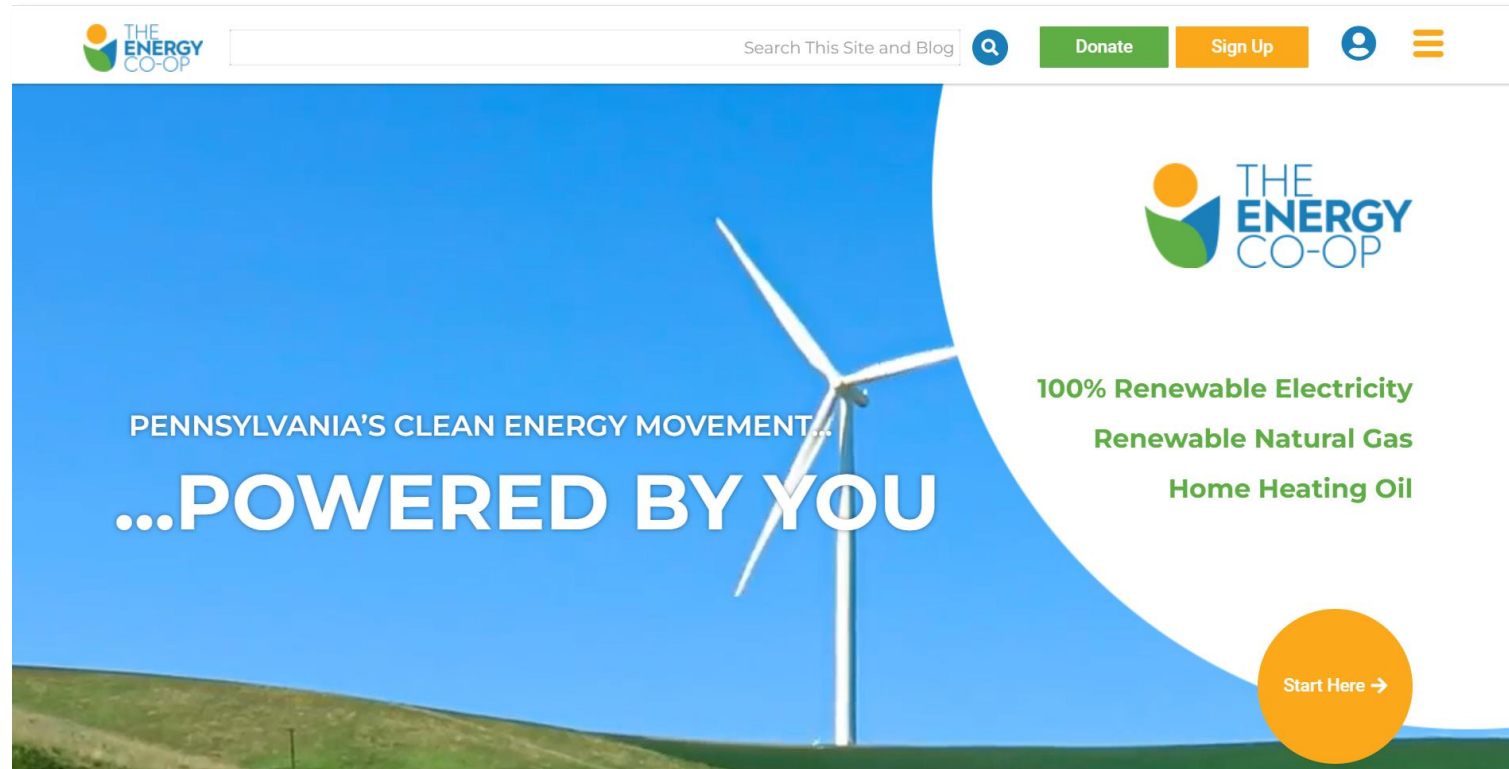 THE
ENERGY
CO-OP
Search This Site and Blog
Donate
Sign Up
THE
ENERGY
CO-OP
100% Renewable Electricity
Renewable Natural Gas
Home Heating Oil
PENNSYLVANIA’S CLEAN ENERGY MOVEMENT...
...POWERED BY YOU
Start Here →